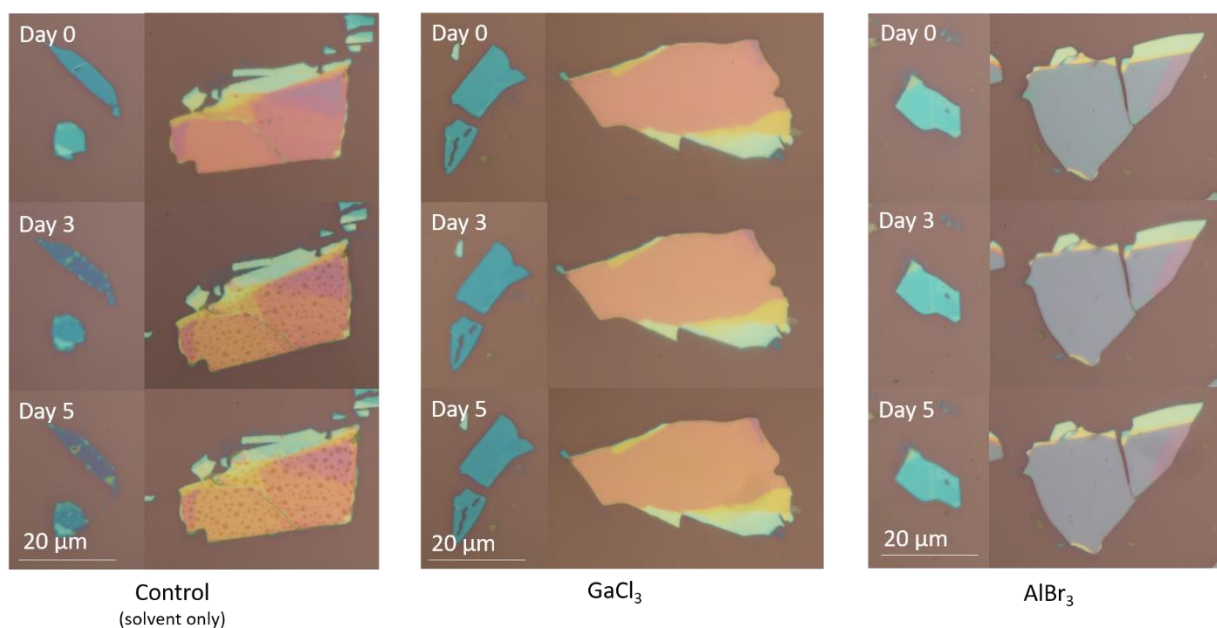 Day 0
Day 3
Day 5
20 μm
Control
(solvent only)
Day 0
Day 3
Day 5
20 μm
GaCl₃
Day 0
Day 3
Day 5
20 μm
AlBr₃